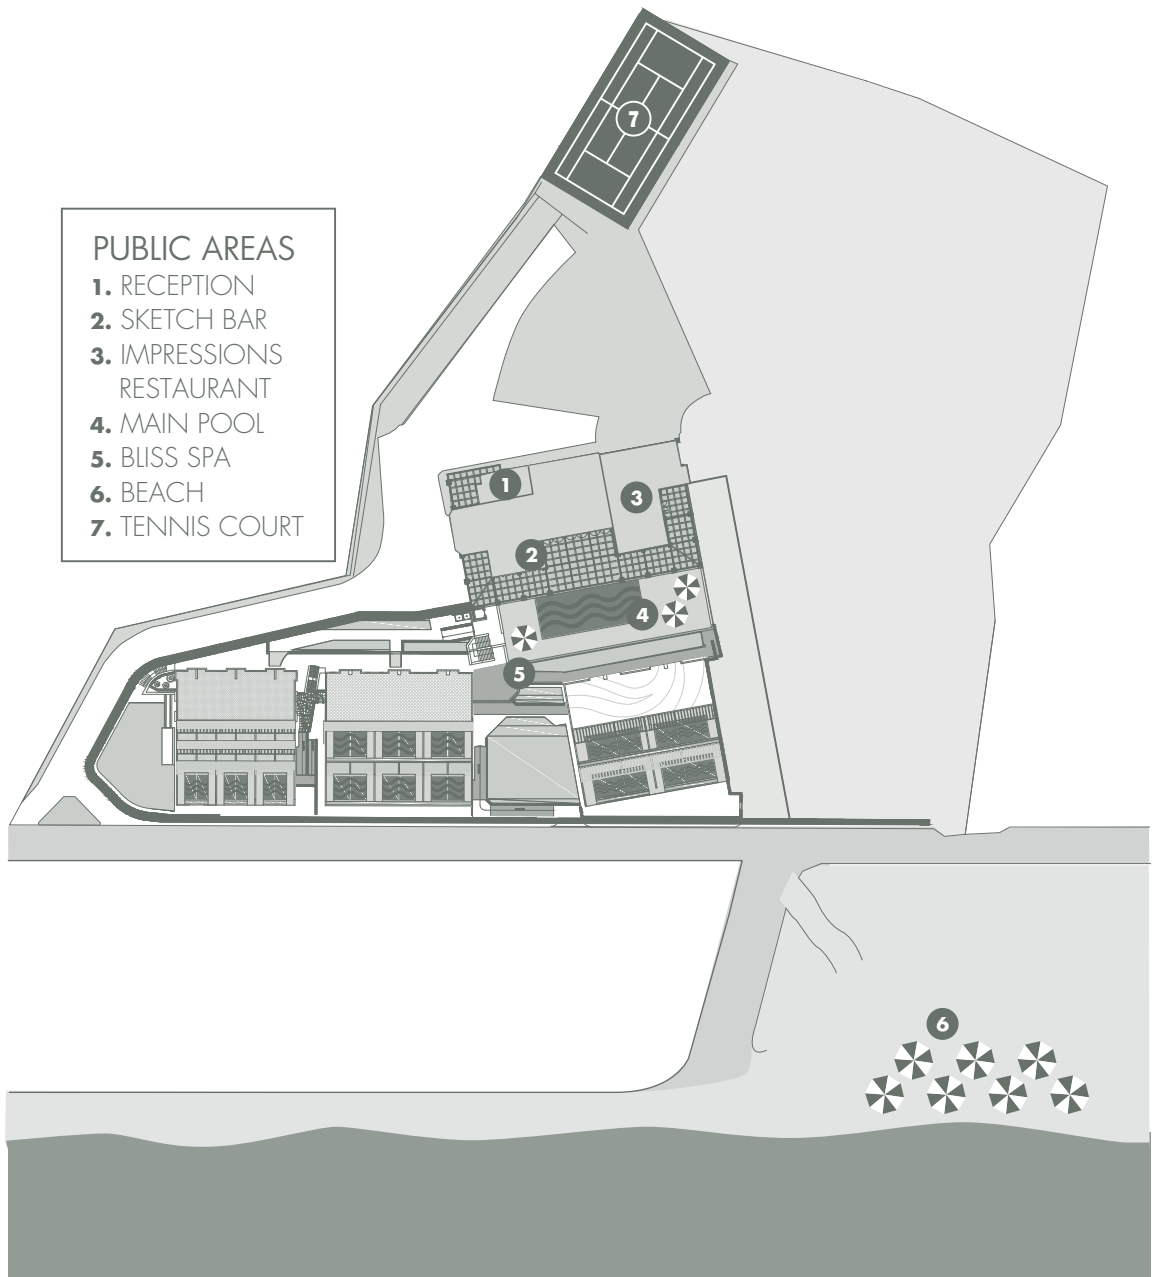 7
PUBLIC AREAS
1. RECEPTION
2. SKETCH BAR
3. IMPRESSIONS
RESTAURANT
4. MAIN POOL
5. BLISS SPA
6. BEACH
7. TENNIS COURT
1
3
2
4
5
6